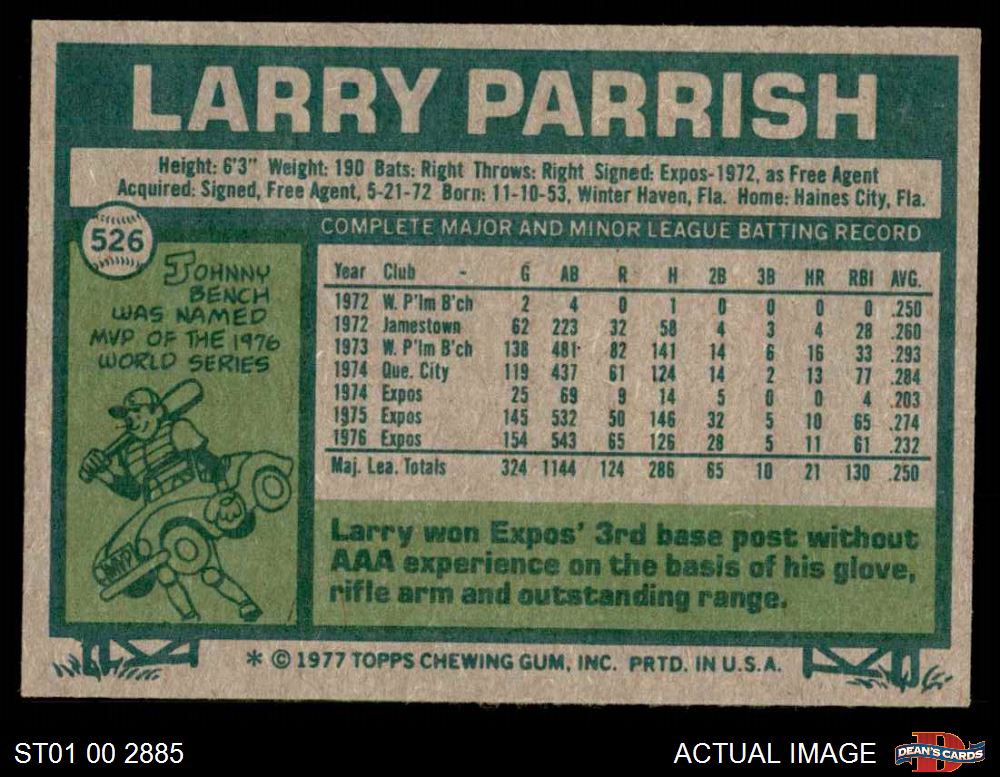 LARRY PARRISH
Height: 6'3" Weight: 190 Bats: Right Throws: Right Signed: Expos-1972, as Free Agent
Acquired: Signed, Free Agent, 5-21-72 Born: 11-10-53, Winter Haven, Fla. Home: Haines City, Fla.
526
COMPLETE MAJOR AND MINOR LEAGUE BATTING RECORD
JOHNNY
BENCH
WAS NAMED
MVP OF THE 1976
WORLD SERIES
MVP
Year Club - G AB R H 2B 3B HR RBI AVG.
1972 W. P'lm B'ch 2 4 0 1 0 0 0 0 .250
1972 Jamestown 62 223 32 58 4 3 4 28 .260
1973 W. P'lm B'ch 138 481 82 141 14 6 16 33 .293
1974 Que. City 119 437 61 124 14 2 13 77 .284
1974 Expos 25 69 9 14 5 0 0 4 .203
1975 Expos 145 532 50 146 32 5 10 65 .274
1976 Expos 154 543 65 126 28 5 11 61 .232
Maj. Lea. Totals 324 1144 124 286 65 10 21 130 .250
Larry won Expos' 3rd base post without
AAA experience on the basis of his glove,
rifle arm and outstanding range.
* © 1977 TOPPS CHEWING GUM, INC. PRTD. IN U.S.A.
ST01 00 2885
ACTUAL IMAGE
D
DEAN'S CARDS